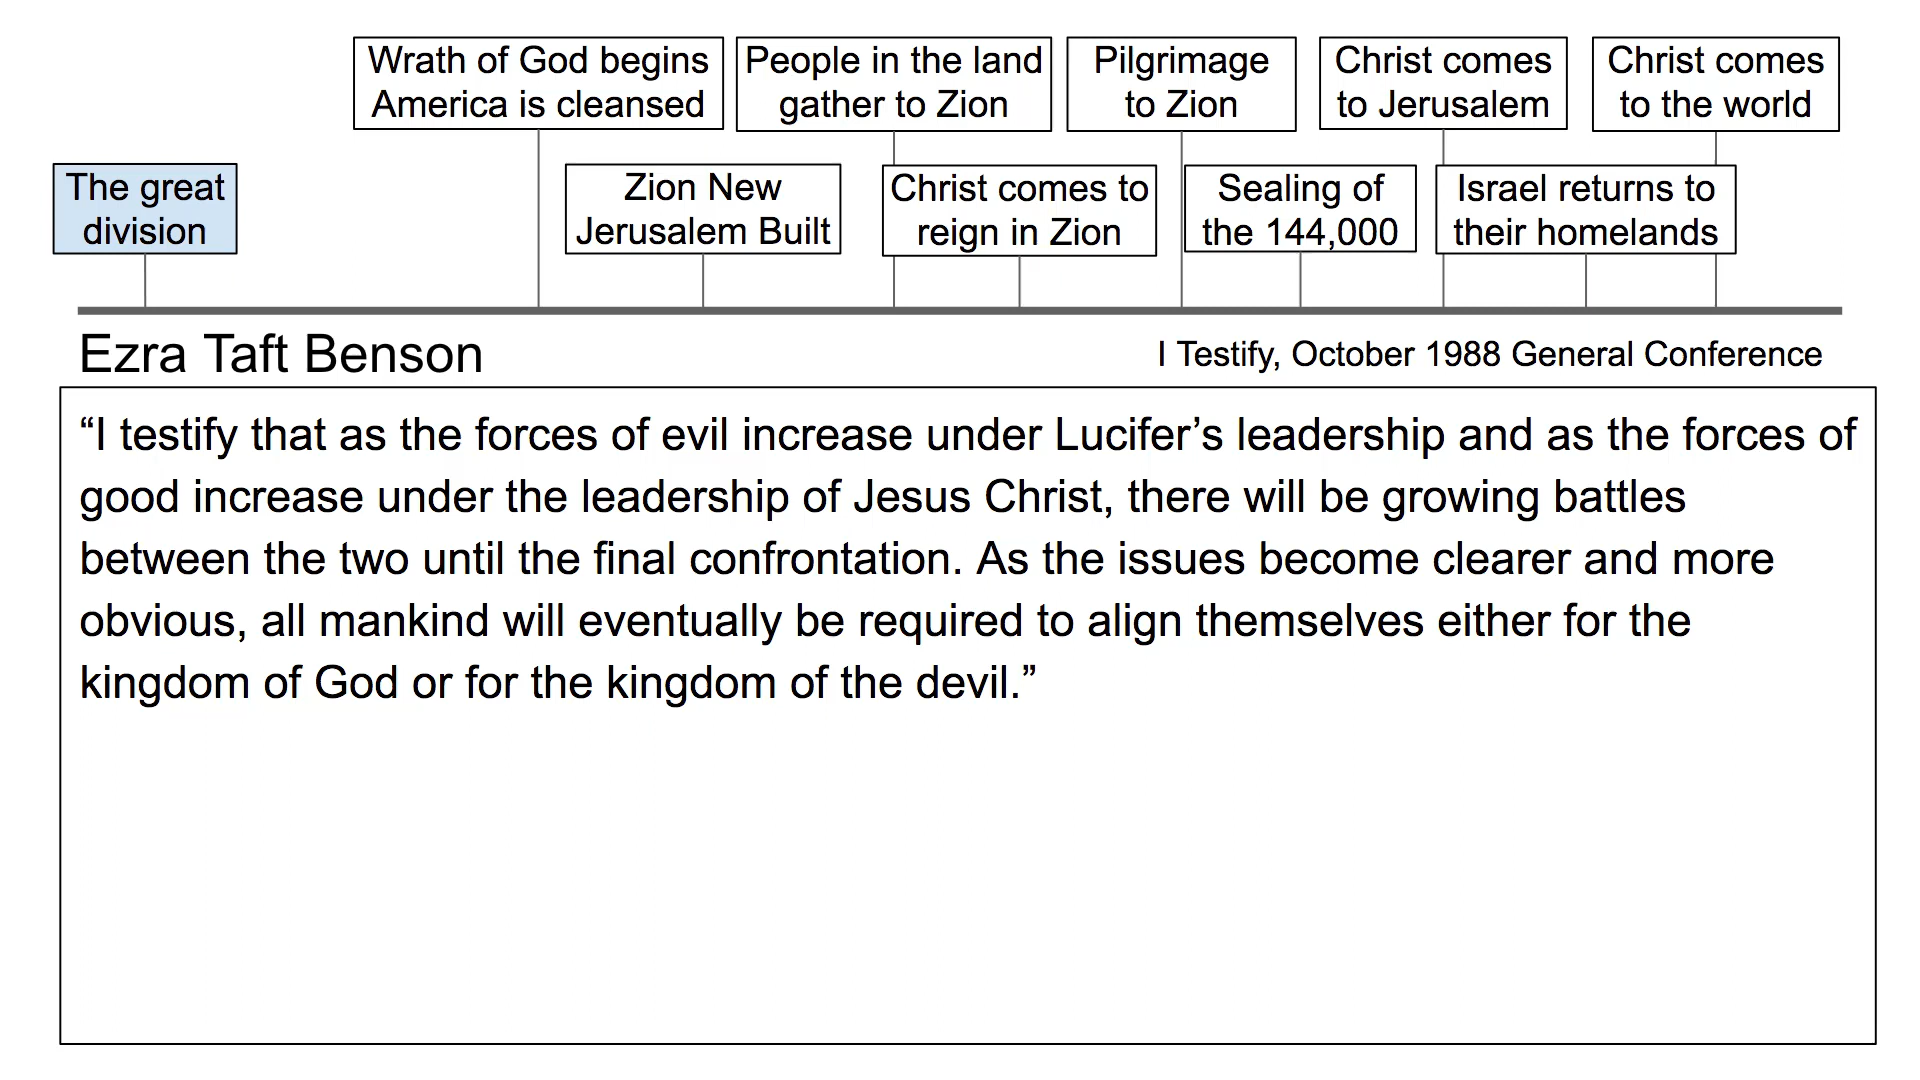 Wrath of God begins
America is cleansed
People in the land
gather to Zion
Pilgrimage
to Zion
Christ comes
to Jerusalem
Christ comes
to the world
The great
division
Zion New
Jerusalem Built
Christ comes to
reign in Zion
Sealing of
the 144,000
Israel returns to
their homelands
Ezra Taft Benson
I Testify, October 1988 General Conference
“I testify that as the forces of evil increase under Lucifer’s leadership and as the forces of
good increase under the leadership of Jesus Christ, there will be growing battles
between the two until the final confrontation. As the issues become clearer and more
obvious, all mankind will eventually be required to align themselves either for the
kingdom of God or for the kingdom of the devil.”